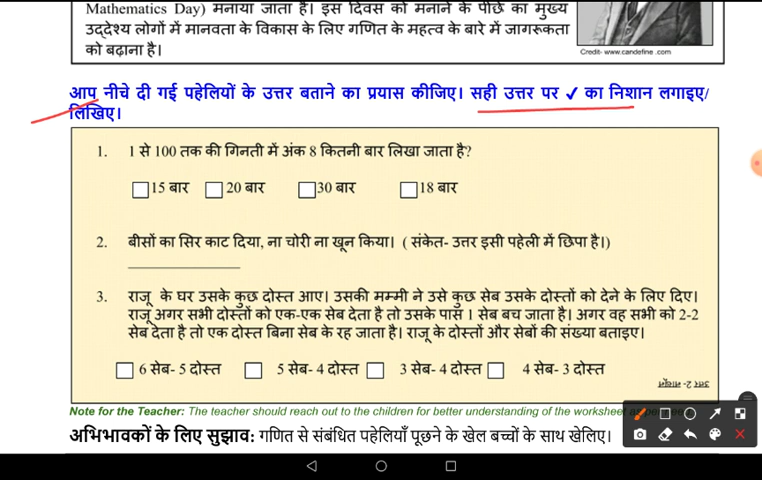 Mathematics Day) मनाया जाता है। इस दिवस को मनाने के पीछे का मुख्य
उद्देश्य लोगों में मानवता के विकास के लिए गणित के महत्व के बारे में जागरूकता
को बढ़ाना है।
Credit- www.candefine .com
आप नीचे दी गई पहेलियों के उत्तर बताने का प्रयास कीजिए। सही उत्तर पर ✓ का निशान लगाइए/
लिखिए।
1. 1 से 100 तक की गिनती में अंक 8 कितनी बार लिखा जाता है?
15 बार 20 बार 30 बार 18 बार
2. बीसों का सिर काट दिया, ना चोरी ना खून किया। ( संकेत- उत्तर इसी पहेली में छिपा है।)
3. राजू के घर उसके कुछ दोस्त आए। उसकी मम्मी ने उसे कुछ सेब उसके दोस्तों को देने के लिए दिए।
राजू अगर सभी दोस्तों को एक-एक सेब देता है तो उसके पास 1 सेब बच जाता है। अगर वह सभी को 2-2
सेब देता है तो एक दोस्त बिना सेब के रह जाता है। राजू के दोस्तों और सेबों की संख्या बताइए।
6 सेब- 5 दोस्त 5 सेब- 4 दोस्त 3 सेब- 4 दोस्त 4 सेब- 3 दोस्त
उत्तर 2- नाखून
Note for the Teacher: The teacher should reach out to the children for better understanding of the worksheet
अभिभावकों के लिए सुझाव: गणित से संबंधित पहेलियाँ पूछने के खेल बच्चों के साथ खेलिए।